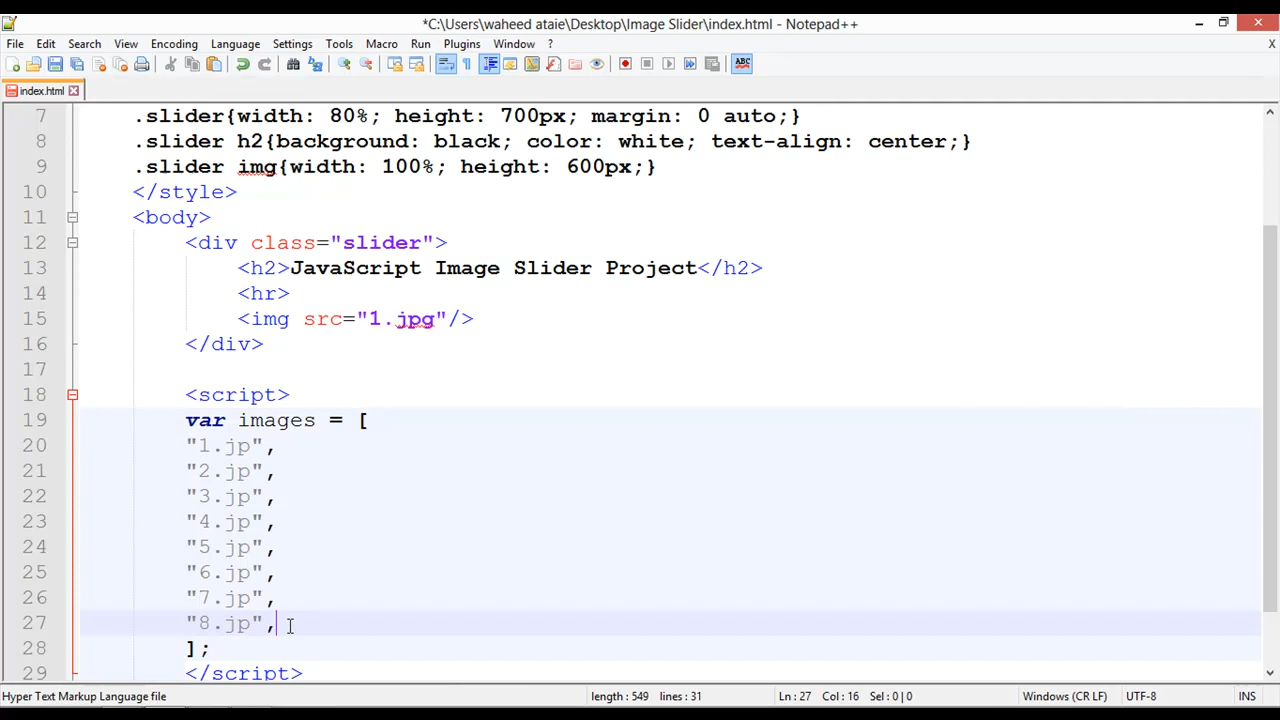 *C:\Users\waheed ataie\Desktop\Image Slider\index.html - Notepad++
File Edit Search View Encoding Language Settings Tools Macro Run Plugins Window ? X
ABC
index.html
7 .slider{width: 80%; height: 700px; margin: 0 auto;}
8 .slider h2{background: black; color: white; text-align: center;}
9 .slider img{width: 100%; height: 600px;}
10 </style>
11 <body>
12 <div class="slider">
13 <h2>JavaScript Image Slider Project</h2>
14 <hr>
15 <img src="1.jpg"/>
16 </div>
17
18 <script>
19 var images = [
20 "1.jp",
21 "2.jp",
22 "3.jp",
23 "4.jp",
24 "5.jp",
25 "6.jp",
26 "7.jp",
27 "8.jp",
28 ];
29 </script>
Hyper Text Markup Language file length : 549 lines : 31 Ln : 27 Col : 16 Sel : 0 | 0 Windows (CR LF) UTF-8 INS